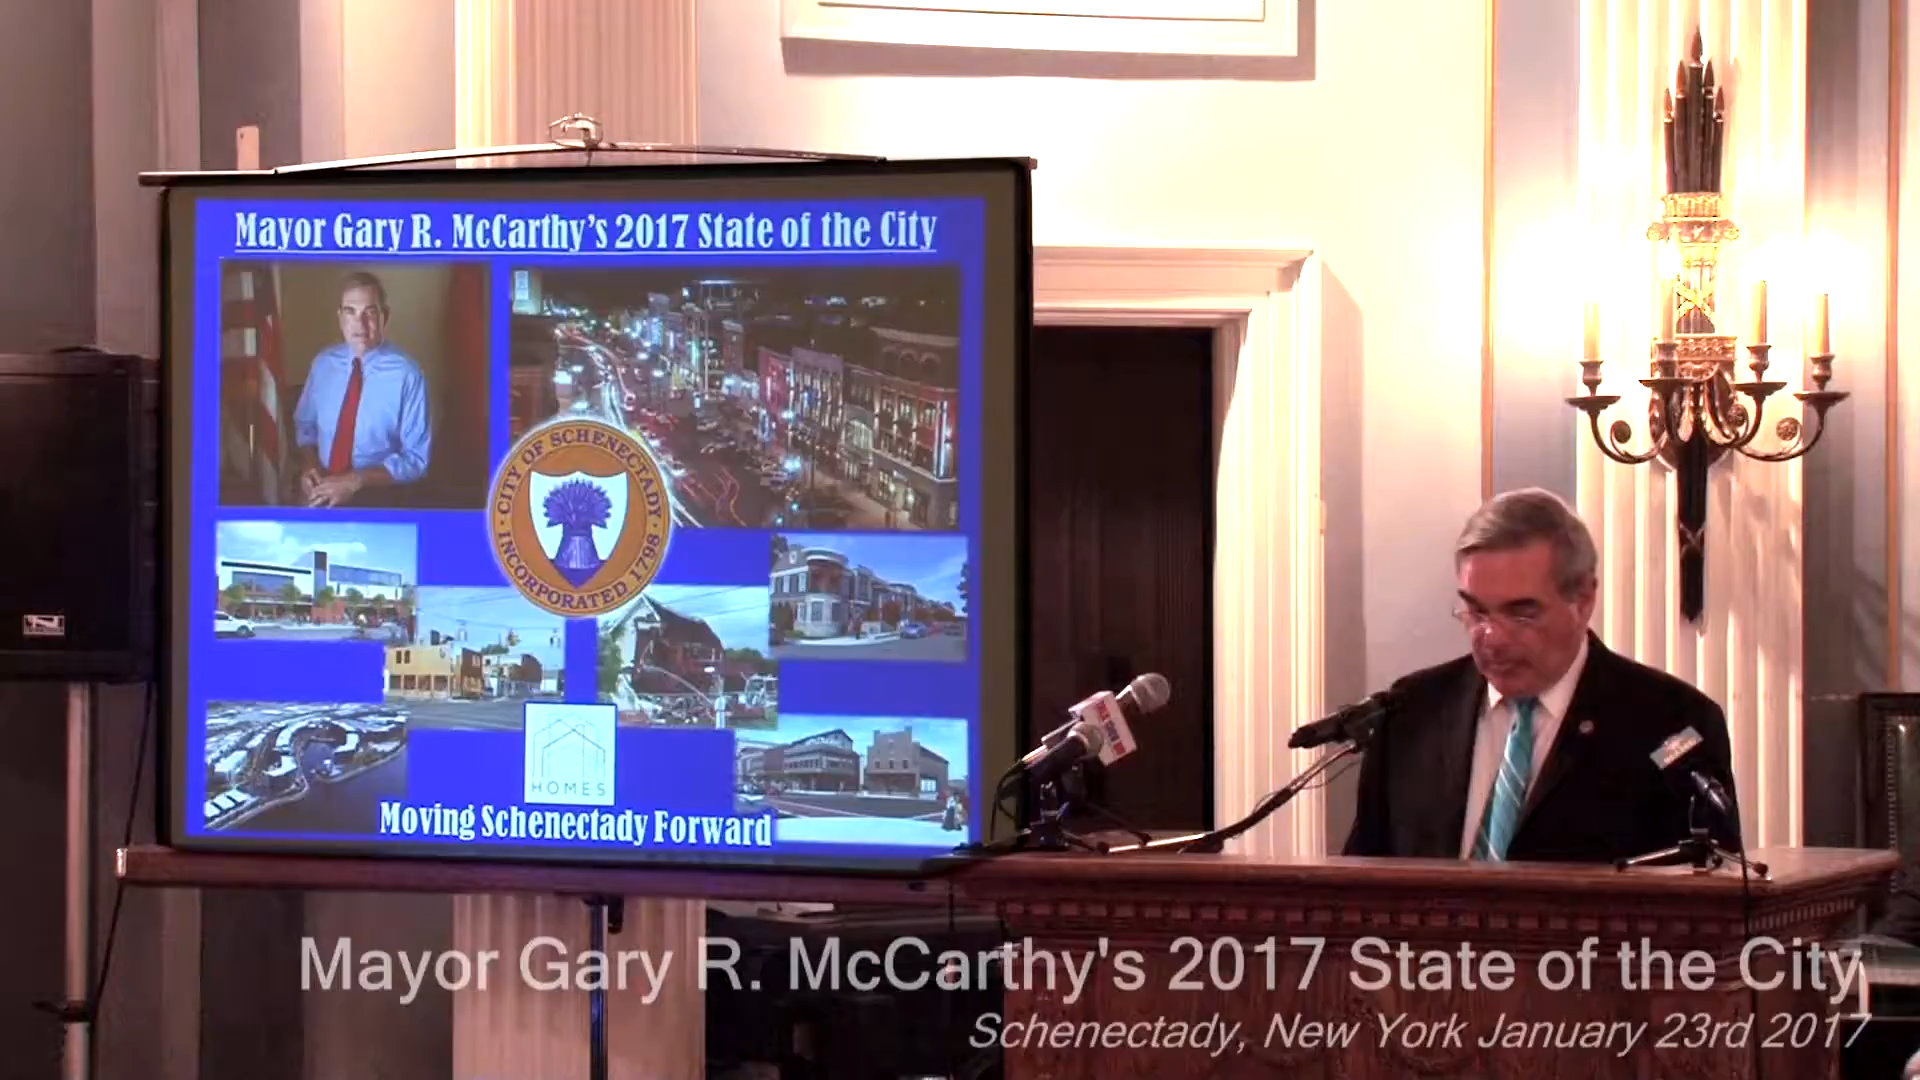 Mayor Gary R. McCarthy's 2017 State of the City
CITY OF SCHENECTADY
INCORPORATED 1798
HOMES
Moving Schenectady Forward
Mayor Gary R. McCarthy's 2017 State of the City
Schenectady, New York January 23rd 2017